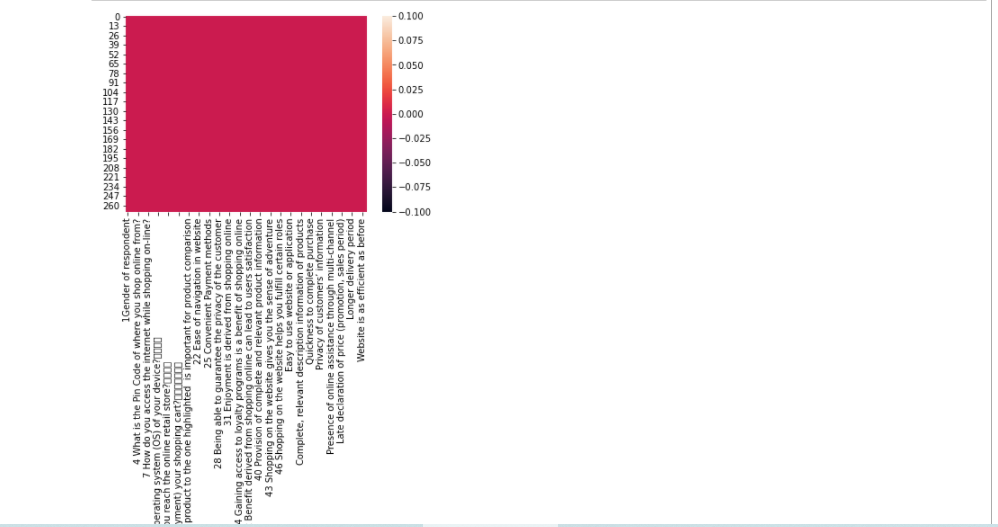 0
13
26
39
52
65
78
91
104
117
130
143
156
169
182
195
208
221
234
247
260
0.100
0.075
0.050
0.025
0.000
−0.025
−0.050
−0.075
−0.100
1Gender of respondent
4 What is the Pin Code of where you shop online from?
7 How do you access the internet while shopping on-line?
perating system (OS) of your device?□□□□
ou reach the online retail store?□□□□
yment) your shopping cart?□□□□□□□
product to the one highlighted  is important for product comparison
22 Ease of navigation in website
25 Convenient Payment methods
28 Being able to guarantee the privacy of the customer
31 Enjoyment is derived from shopping online
4 Gaining access to loyalty programs is a benefit of shopping online
Benefit derived from shopping online can lead to users satisfaction
40 Provision of complete and relevant product information
43 Shopping on the website gives you the sense of adventure
46 Shopping on the website helps you fulfill certain roles
Easy to use website or application
Complete, relevant description information of products
Quickness to complete purchase
Privacy of customers' information
Presence of online assistance through multi-channel
Late declaration of price (promotion, sales period)
Longer delivery period
Website is as efficient as before